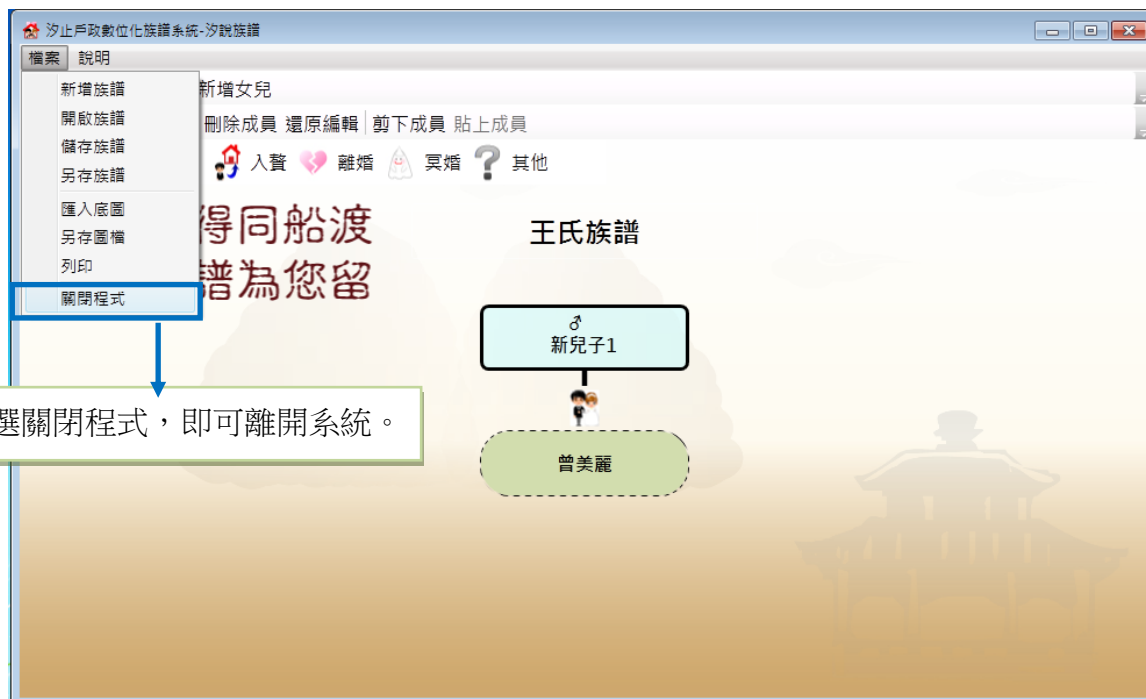 汐止戶政數位化族譜系統-汐說族譜
檔案 說明
新增族譜
開啟族譜
儲存族譜
另存族譜
匯入底圖
另存圖檔
列印
關閉程式
新增女兒
刪除成員 還原編輯 剪下成員 貼上成員
入贅 離婚 冥婚 其他
得同船渡
譜為您留
王氏族譜
♂
新兒子1
曾美麗
選關閉程式，即可離開系統。